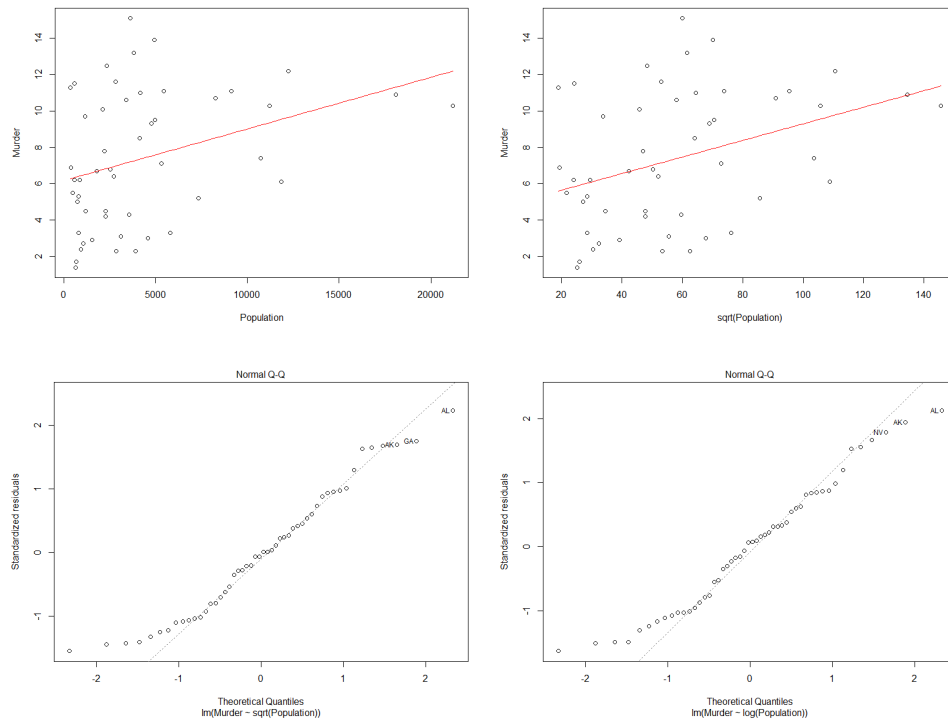 Murder
2 4 6 8 10 12 14
0 5000 10000 15000 20000
Population
Murder
2 4 6 8 10 12 14
20 40 60 80 100 120 140
sqrt(Population)
Normal Q-Q
Standardized residuals
-1 0 1 2
AL
AK
GA
-2 -1 0 1 2
Theoretical Quantiles
lm(Murder ~ sqrt(Population))
Normal Q-Q
Standardized residuals
-1 0 1 2
AL
AK
NV
-2 -1 0 1 2
Theoretical Quantiles
lm(Murder ~ log(Population))